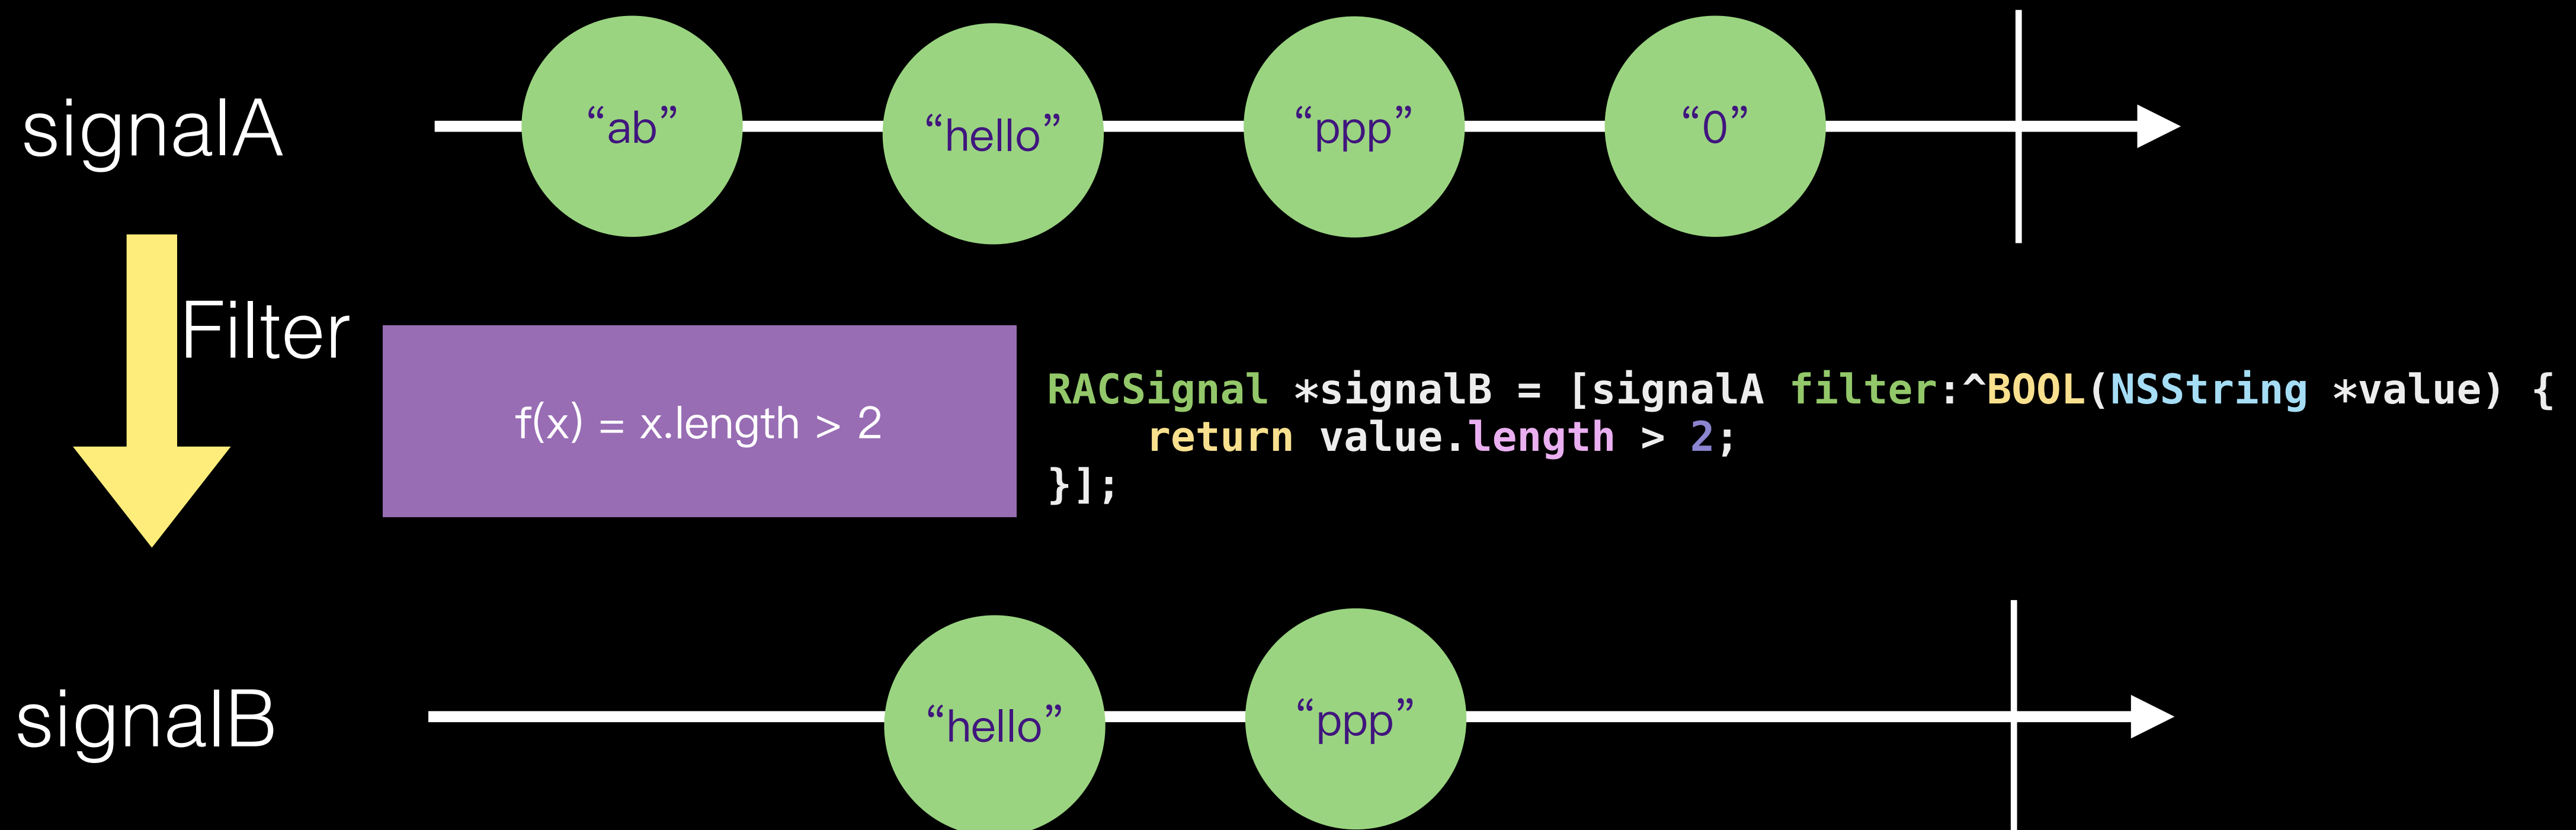 signalA
“ab”
“hello”
“ppp”
“0”
Filter
f(x) = x.length > 2
RACSignal *signalB = [signalA filter:^BOOL(NSString *value) {
    return value.length > 2;
}];
signalB
“hello”
“ppp”